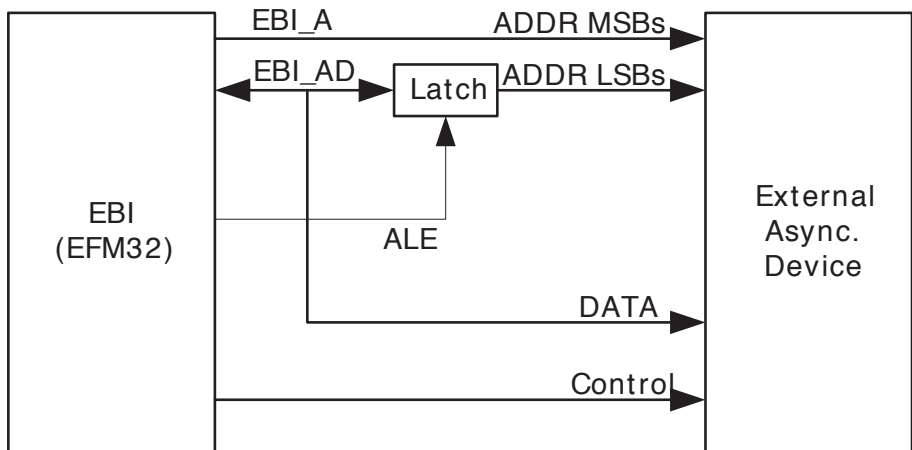 EBI_A
ADDR MSBs
EBI_AD
Latch
ADDR LSBs
EBI
(EFM32)
ALE
External
Async.
Device
DATA
Control